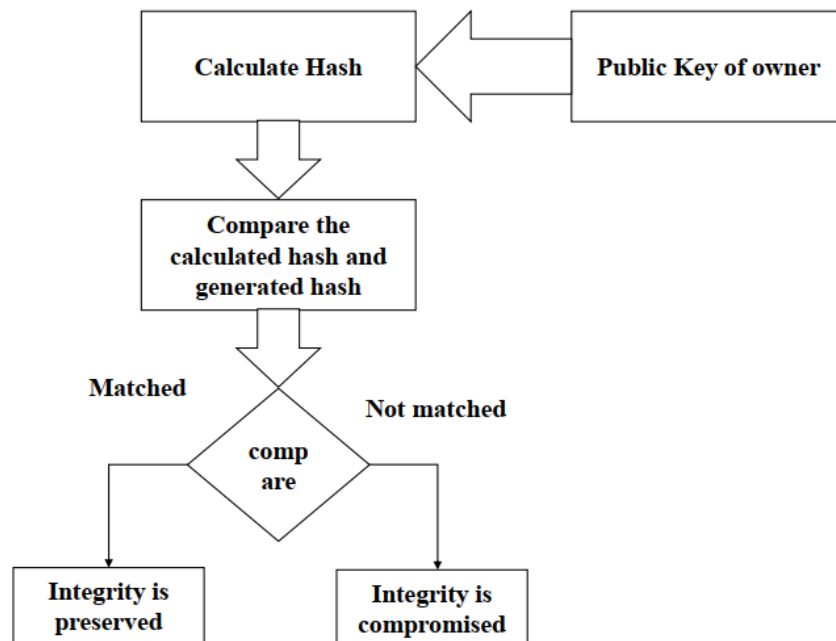 Calculate Hash
Public Key of owner
Compare the
calculated hash and
generated hash
Matched
Not matched
comp
are
Integrity is
preserved
Integrity is
compromised